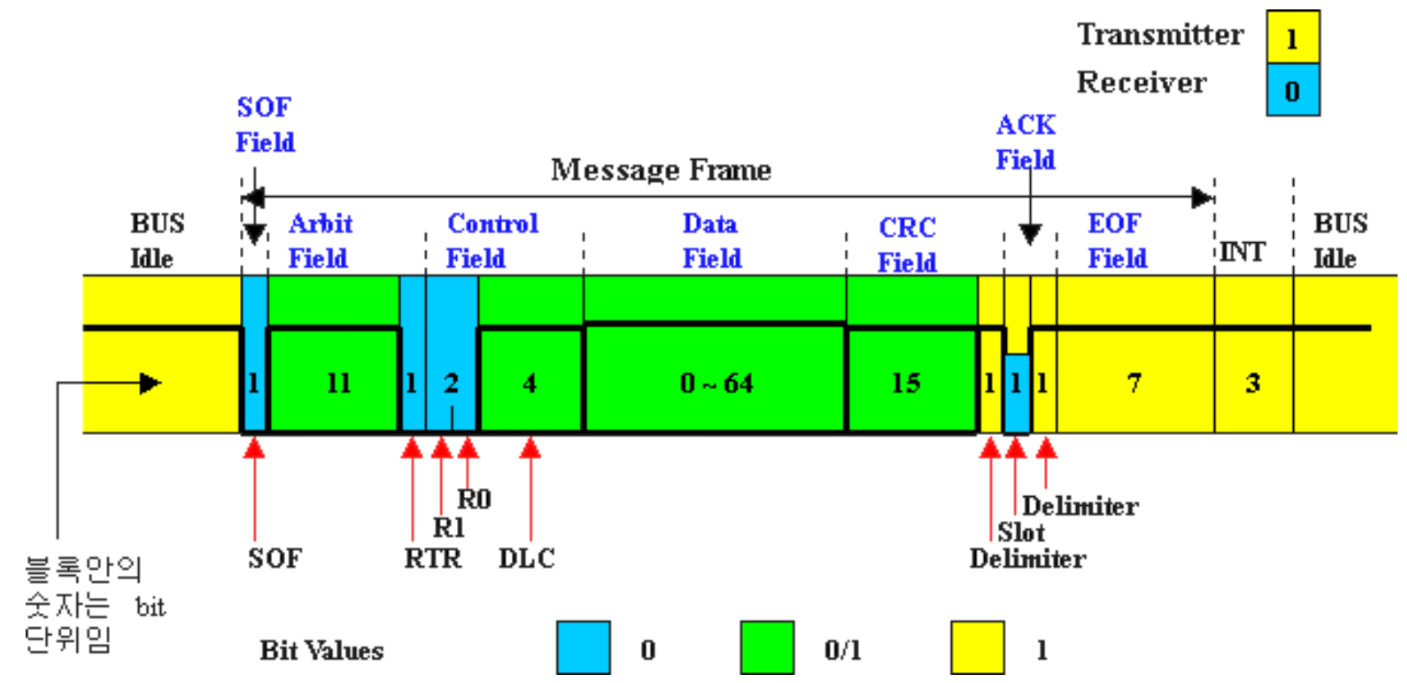 Transmitter 1
Receiver 0
SOF
Field
ACK
Field
Message Frame
BUS
Idle
Arbit
Field
Control
Field
Data
Field
CRC
Field
EOF
Field
INT
BUS
Idle
1 11 1 2 4 0 ~ 64 15 1 1 1 7 3
R0
R1
Delimiter
Slot
SOF RTR DLC Delimiter
블록안의
숫자는 bit
단위임
Bit Values 0 0/1 1